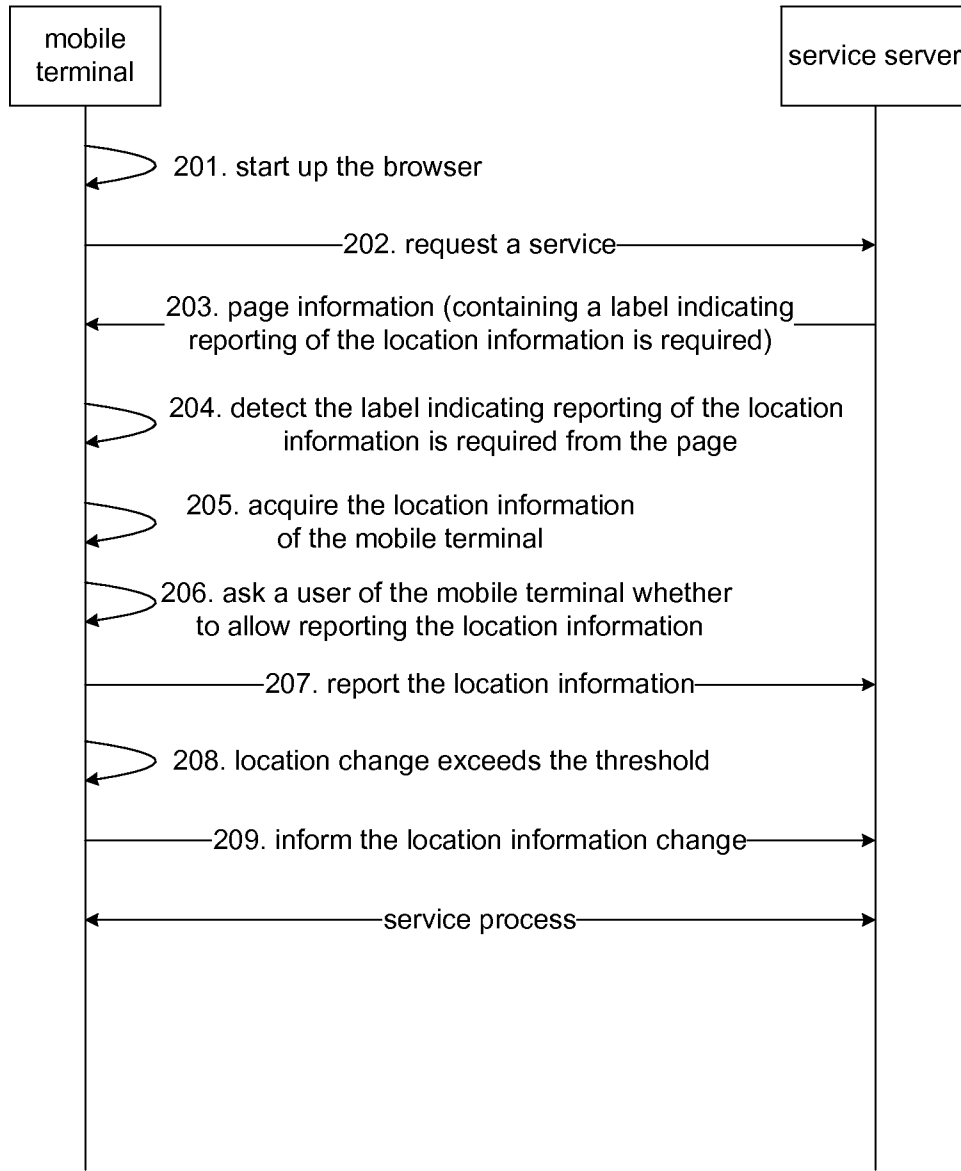 mobile
terminal
service server
201. start up the browser
202. request a service
203. page information (containing a label indicating
reporting of the location information is required)
204. detect the label indicating reporting of the location
information is required from the page
205. acquire the location information
of the mobile terminal
206. ask a user of the mobile terminal whether
to allow reporting the location information
207. report the location information
208. location change exceeds the threshold
209. inform the location information change
service process